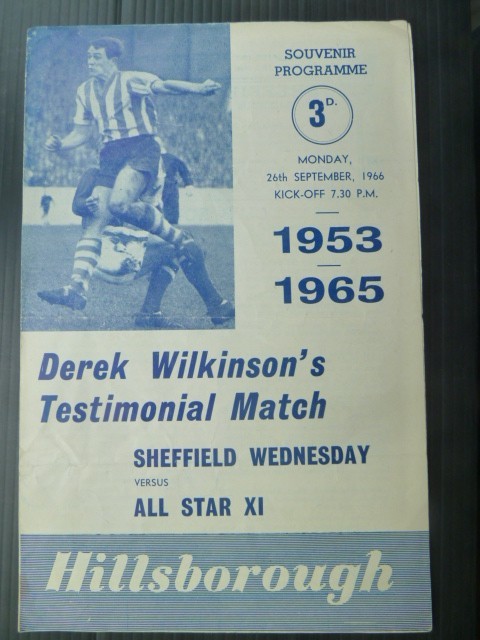 SOUVENIR
PROGRAMME
3D.
MONDAY,
26th SEPTEMBER, 1966
KICK-OFF 7.30 P.M.
1953
1965
Derek Wilkinson's
Testimonial Match
SHEFFIELD WEDNESDAY
VERSUS
ALL STAR XI
Hillsborough